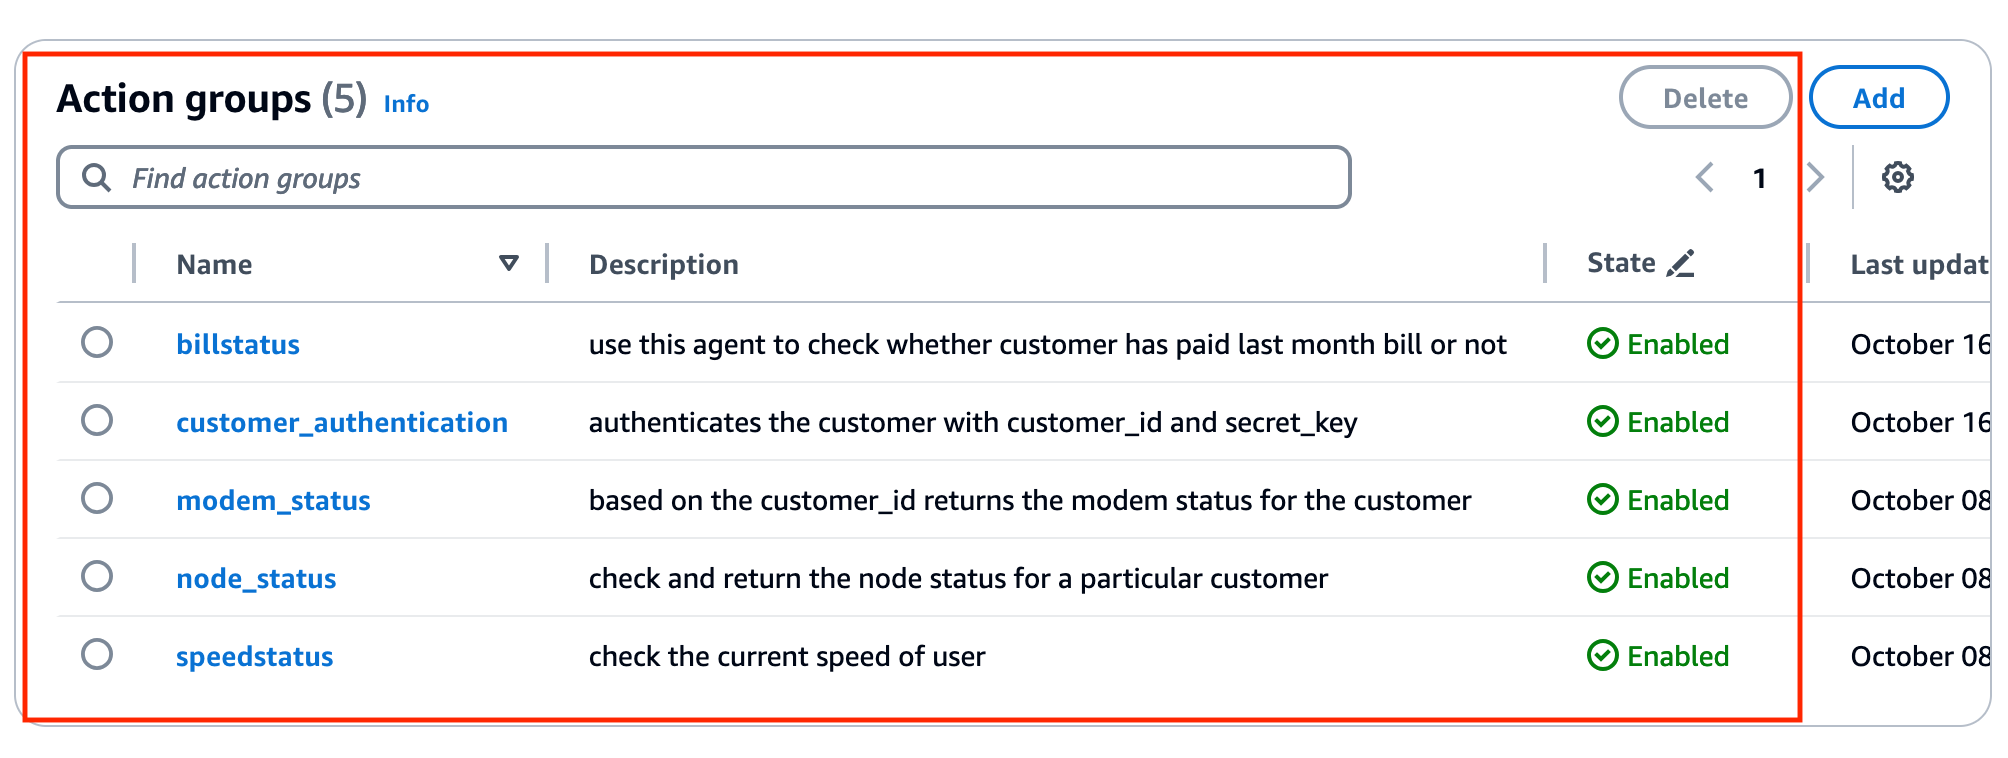 Action groups (5) Info Delete Add
Find action groups 1
Name Description State Last updat
billstatus use this agent to check whether customer has paid last month bill or not Enabled October 16
customer_authentication authenticates the customer with customer_id and secret_key Enabled October 16
modem_status based on the customer_id returns the modem status for the customer Enabled October 08
node_status check and return the node status for a particular customer Enabled October 08
speedstatus check the current speed of user Enabled October 08